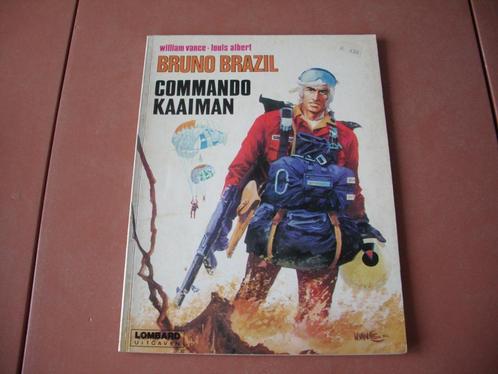 william vance - louis albert
BRUNO BRAZIL
COMMANDO
KAAIMAN
LOMBARD
UITGAVEN
VANCE